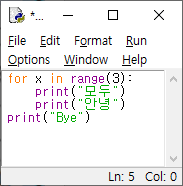 *...
File Edit Format Run
Options Window Help
for x in range(3):
    print("모두")
    print("안녕")
print("Bye")
Ln: 5 Col: 0